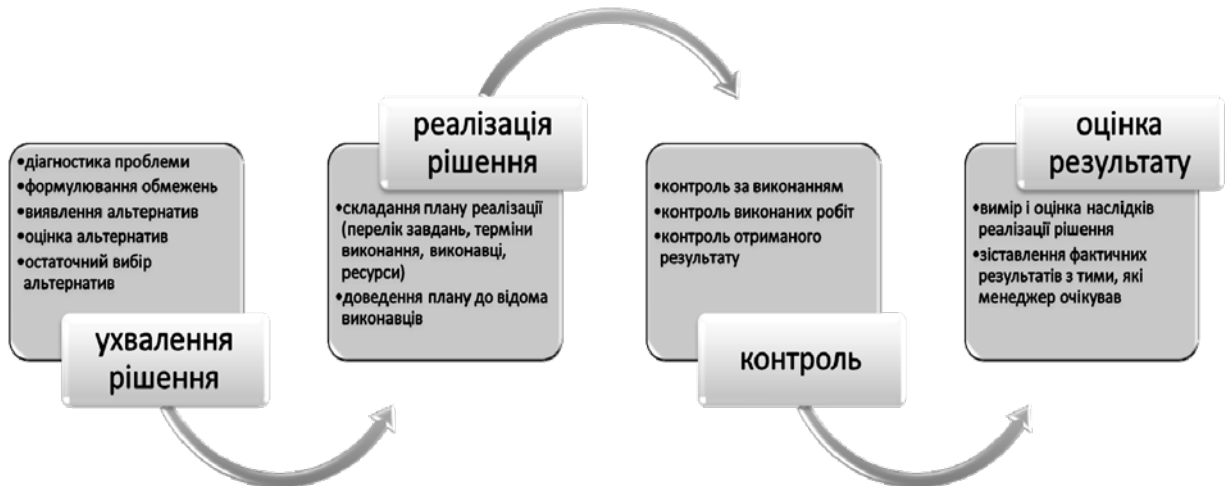 •діагностика проблеми
•формулювання обмежень
•виявлення альтернатив
•оцінка альтернатив
•остаточний вибір
альтернатив
ухвалення
рішення
реалізація
рішення
•складання плану реалізації
(перелік завдань, терміни
виконання, виконавці,
ресурси)
•доведення плану до відома
виконавців
•контроль за виконанням
•контроль виконаних робіт
•контроль отриманого
результату
контроль
оцінка
результату
•вимір і оцінка наслідків
реалізації рішення
•зіставлення фактичних
результатів з тими, які
менеджер очікував